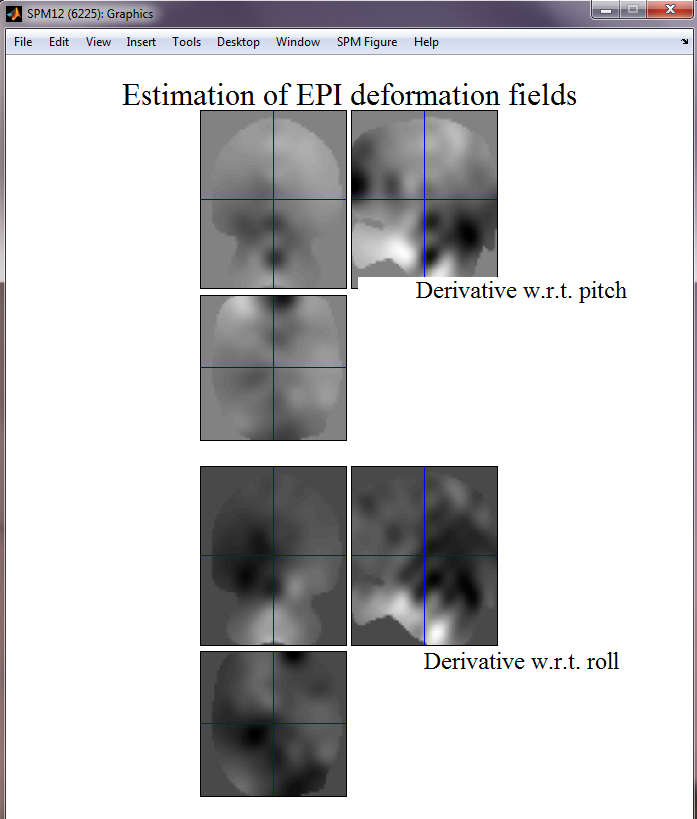 SPM12 (6225): Graphics
File Edit View Insert Tools Desktop Window SPM Figure Help
Estimation of EPI deformation fields
Derivative w.r.t. pitch
Derivative w.r.t. roll